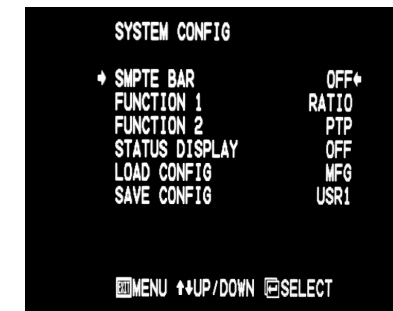 SYSTEM CONFIG
→ SMPTE BAR OFF←
FUNCTION 1 RATIO
FUNCTION 2 PTP
STATUS DISPLAY OFF
LOAD CONFIG MFG
SAVE CONFIG USR1
EXIT MENU ↑↓UP/DOWN SELECT